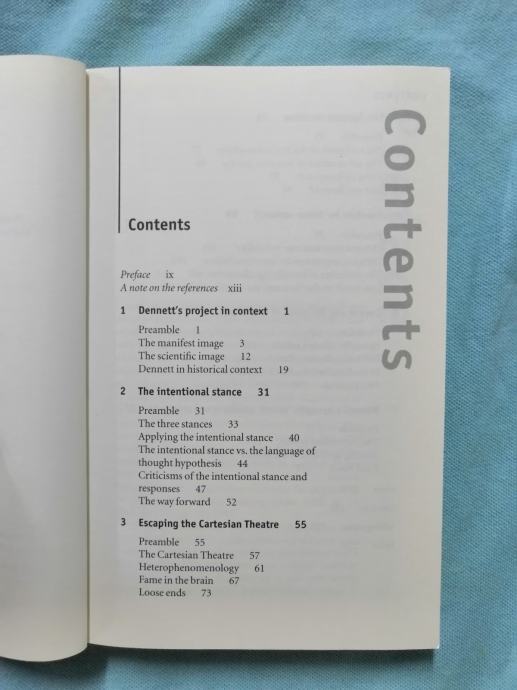 Contents
Contents
Preface ix
A note on the references xiii
1 Dennett's project in context 1
Preamble 1
The manifest image 3
The scientific image 12
Dennett in historical context 19
2 The intentional stance 31
Preamble 31
The three stances 33
Applying the intentional stance 40
The intentional stance vs. the language of
thought hypothesis 44
Criticisms of the intentional stance and
responses 47
The way forward 52
3 Escaping the Cartesian Theatre 55
Preamble 55
The Cartesian Theatre 57
Heterophenomenology 61
Fame in the brain 67
Loose ends 73